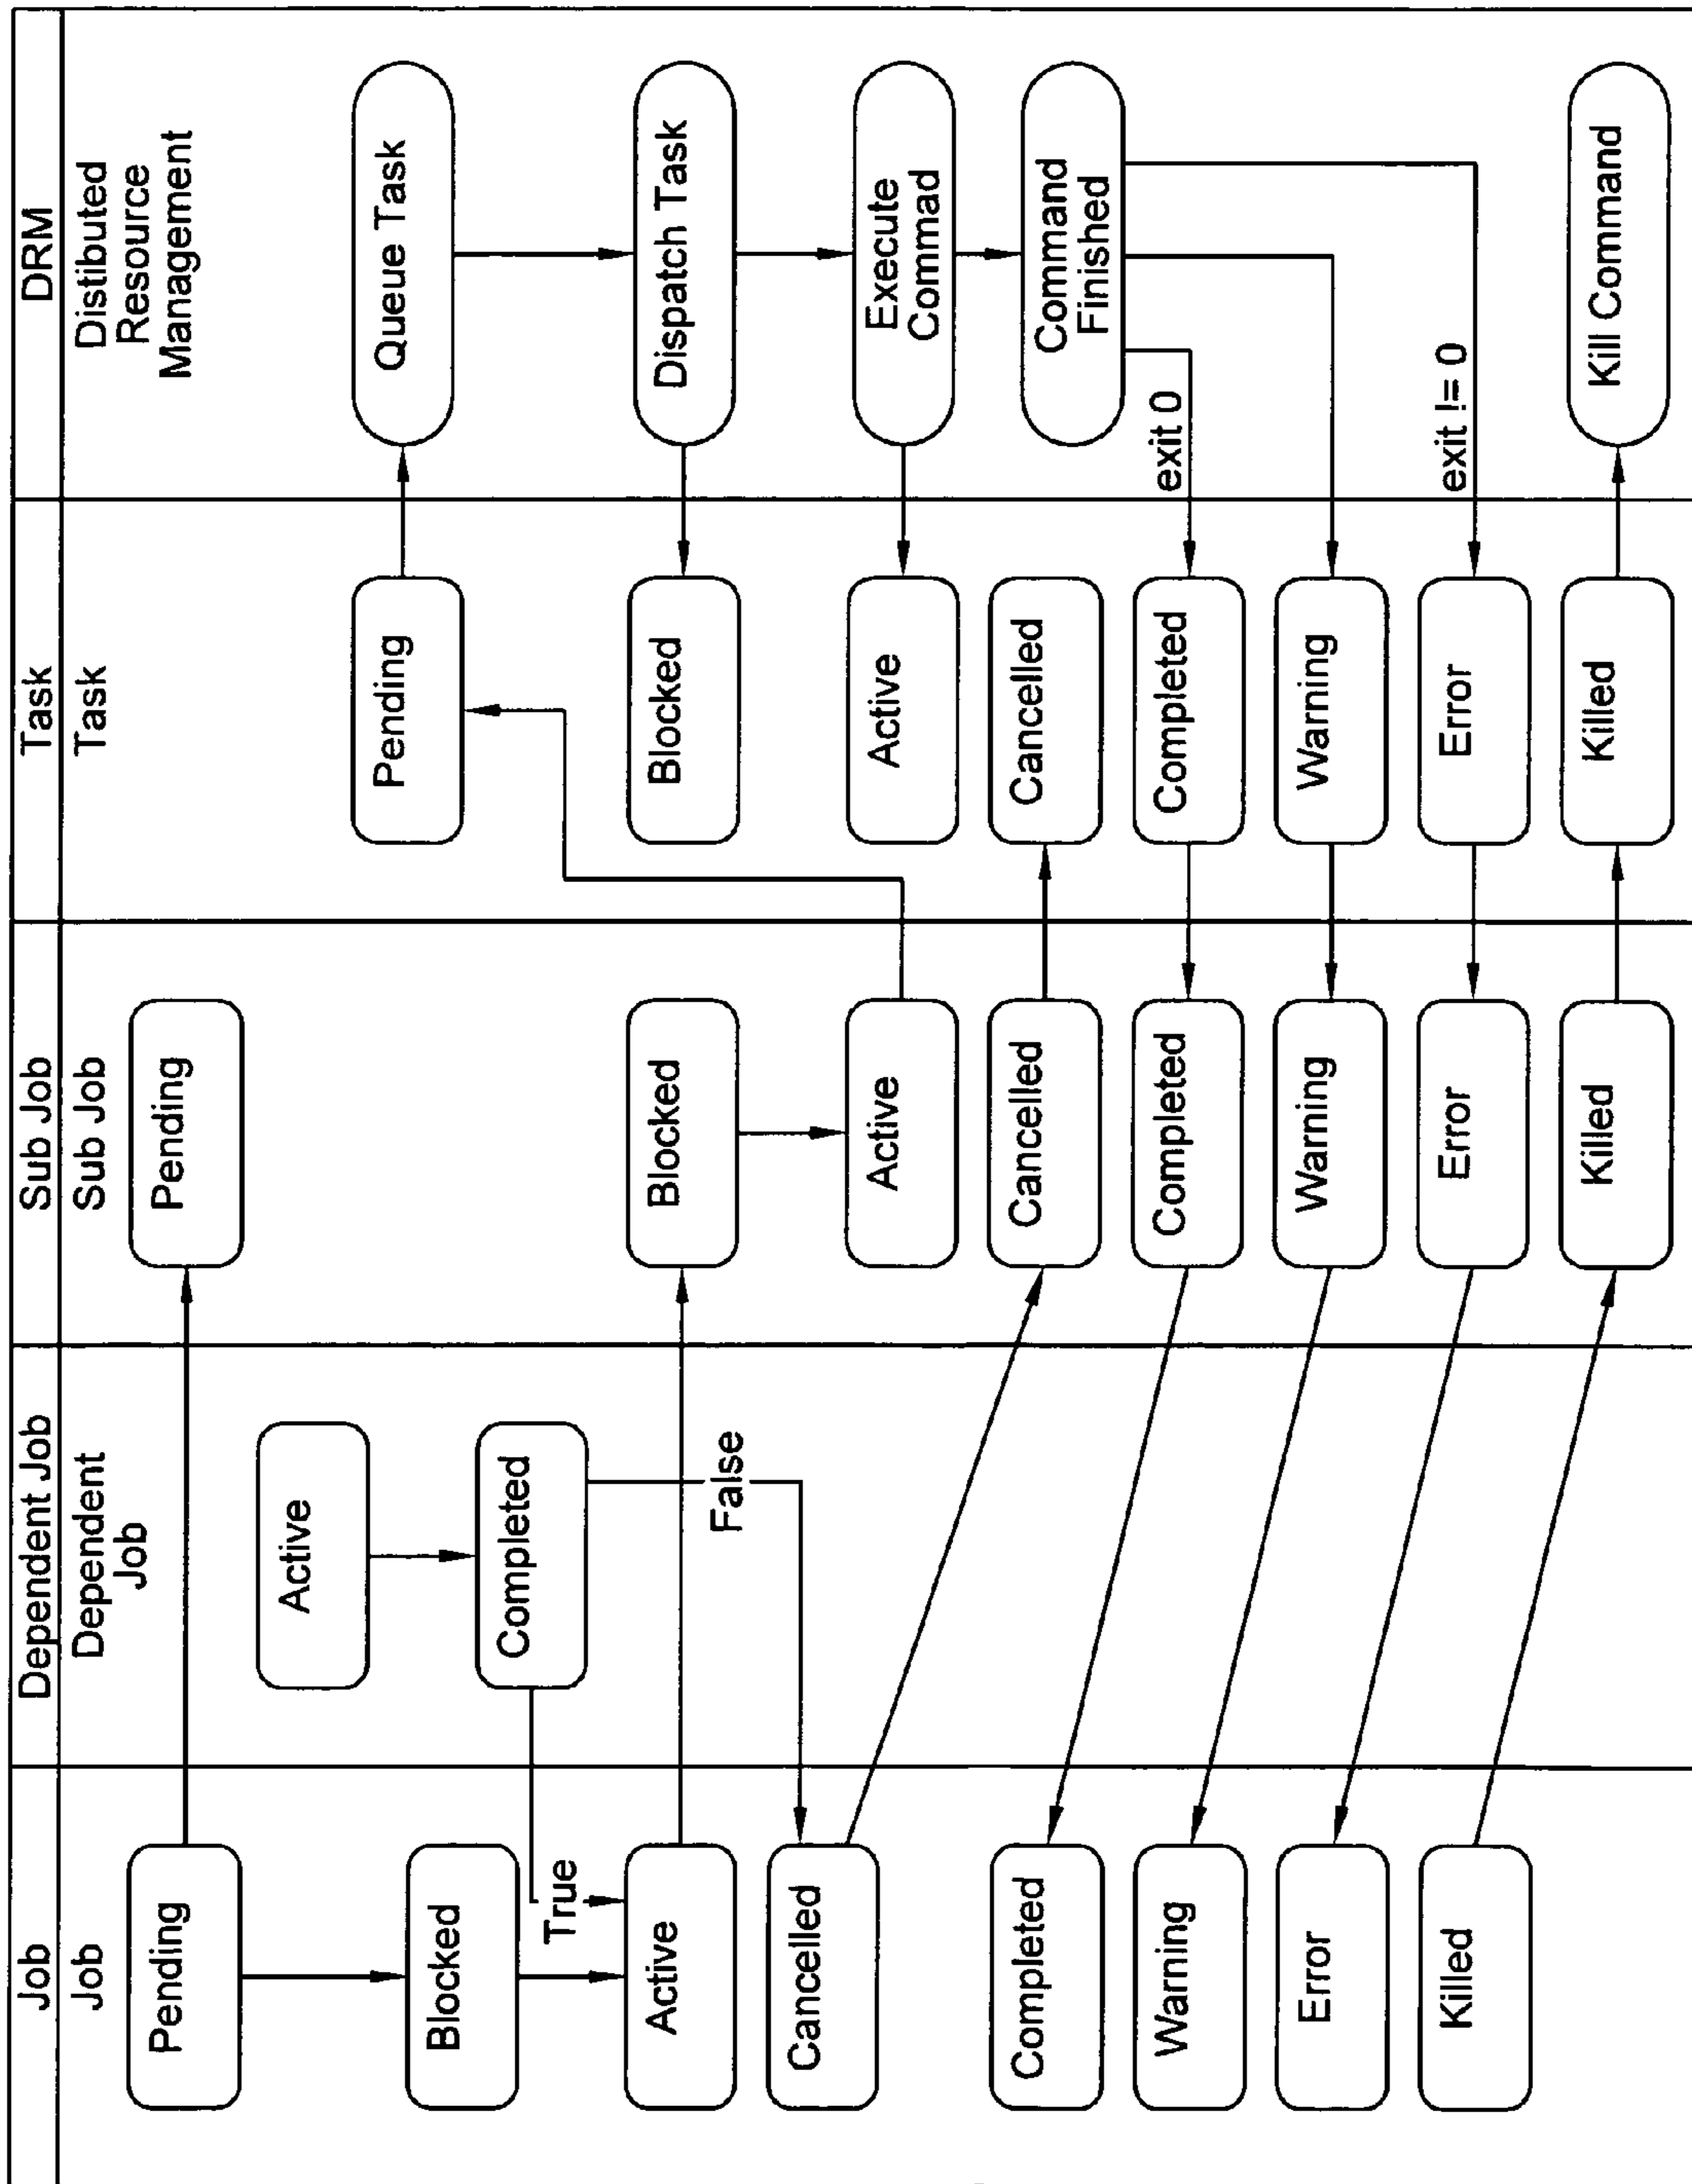 Job
Job
Pending
Blocked
True
Active
Cancelled
Completed
Warning
Error
Killed
Dependent Job
Dependent
Job
Active
Completed
False
Sub Job
Sub Job
Pending
Blocked
Active
Cancelled
Completed
Warning
Error
Killed
Task
Task
Pending
Blocked
Active
Cancelled
Completed
Warning
Error
Killed
DRM
Distibuted
Resource
Management
Queue Task
Dispatch Task
Execute
Commad
Command
Finished
exit 0
exit != 0
Kill Command